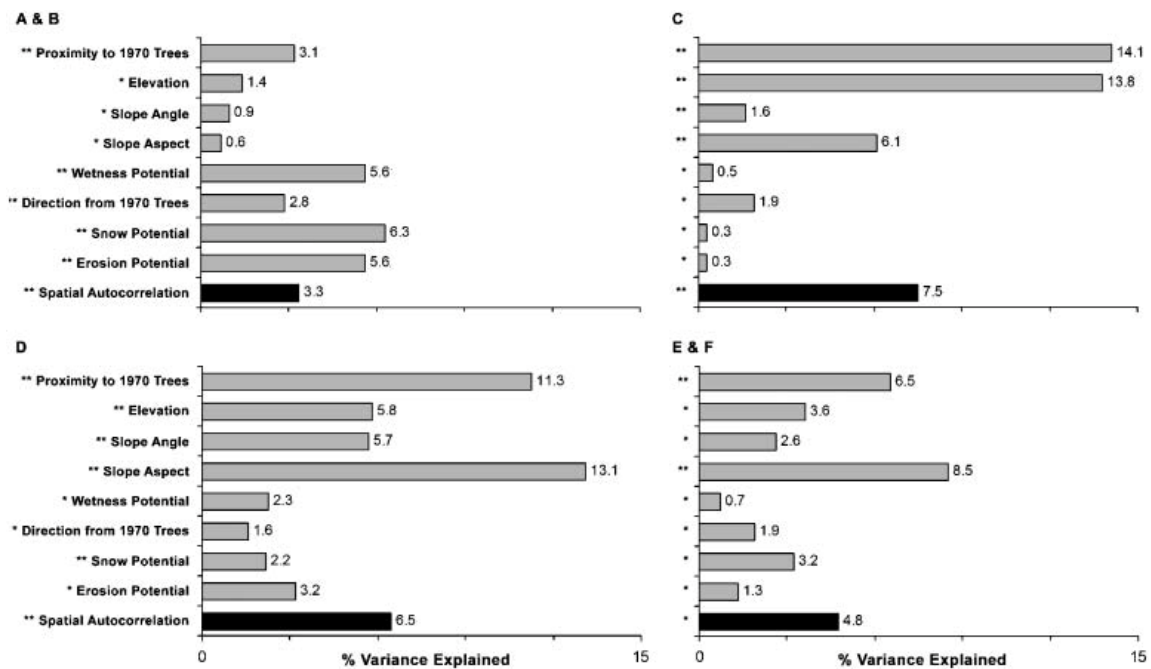 A & B
** Proximity to 1970 Trees 3.1
* Elevation 1.4
* Slope Angle 0.9
* Slope Aspect 0.6
** Wetness Potential 5.6
** Direction from 1970 Trees 2.8
** Snow Potential 6.3
** Erosion Potential 5.6
** Spatial Autocorrelation 3.3
C
** 14.1
** 13.8
** 1.6
** 6.1
* 0.5
* 1.9
* 0.3
* 0.3
** 7.5
15
D
** Proximity to 1970 Trees 11.3
** Elevation 5.8
** Slope Angle 5.7
** Slope Aspect 13.1
* Wetness Potential 2.3
* Direction from 1970 Trees 1.6
** Snow Potential 2.2
* Erosion Potential 3.2
** Spatial Autocorrelation 6.5
0 % Variance Explained 15
E & F
** 6.5
* 3.6
* 2.6
** 8.5
* 0.7
* 1.9
* 3.2
* 1.3
* 4.8
0 % Variance Explained 15